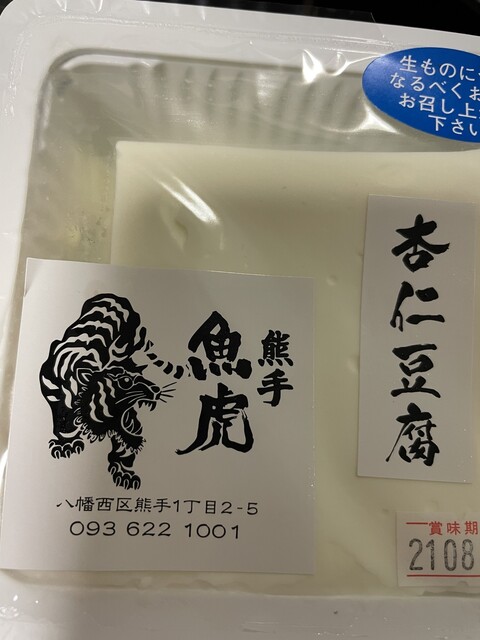 生ものに
なるべくお
お召し上
下さい
杏仁豆腐
熊手
魚虎
八幡西区熊手1丁目2-5
093 622 1001
賞味期
2108